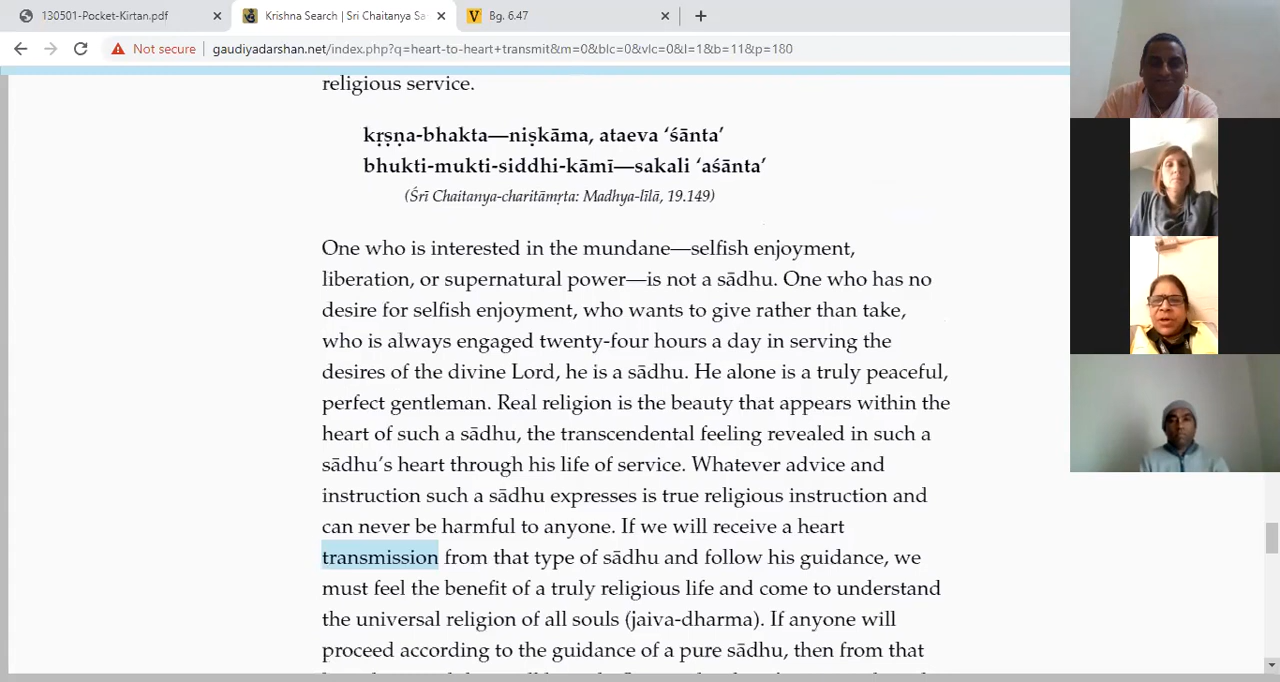 130501-Pocket-Kirtan.pdf
Krishna Search | Sri Chaitanya Sa
Bg. 6.47
Not secure
gaudiyadarshan.net/index.php?q=heart-to-heart+transmit&m=0&blc=0&vlc=0&l=1&b=11&p=180
religious service.
kṛṣṇa-bhakta—niṣkāma, ataeva ‘śānta’
bhukti-mukti-siddhi-kāmī—sakali ‘aśānta’
(Śrī Chaitanya-charitāmṛta: Madhya-līlā, 19.149)
One who is interested in the mundane—selfish enjoyment,
liberation, or supernatural power—is not a sādhu. One who has no
desire for selfish enjoyment, who wants to give rather than take,
who is always engaged twenty-four hours a day in serving the
desires of the divine Lord, he is a sādhu. He alone is a truly peaceful,
perfect gentleman. Real religion is the beauty that appears within the
heart of such a sādhu, the transcendental feeling revealed in such a
sādhu’s heart through his life of service. Whatever advice and
instruction such a sādhu expresses is true religious instruction and
can never be harmful to anyone. If we will receive a heart
transmission from that type of sādhu and follow his guidance, we
must feel the benefit of a truly religious life and come to understand
the universal religion of all souls (jaiva-dharma). If anyone will
proceed according to the guidance of a pure sādhu, then from that